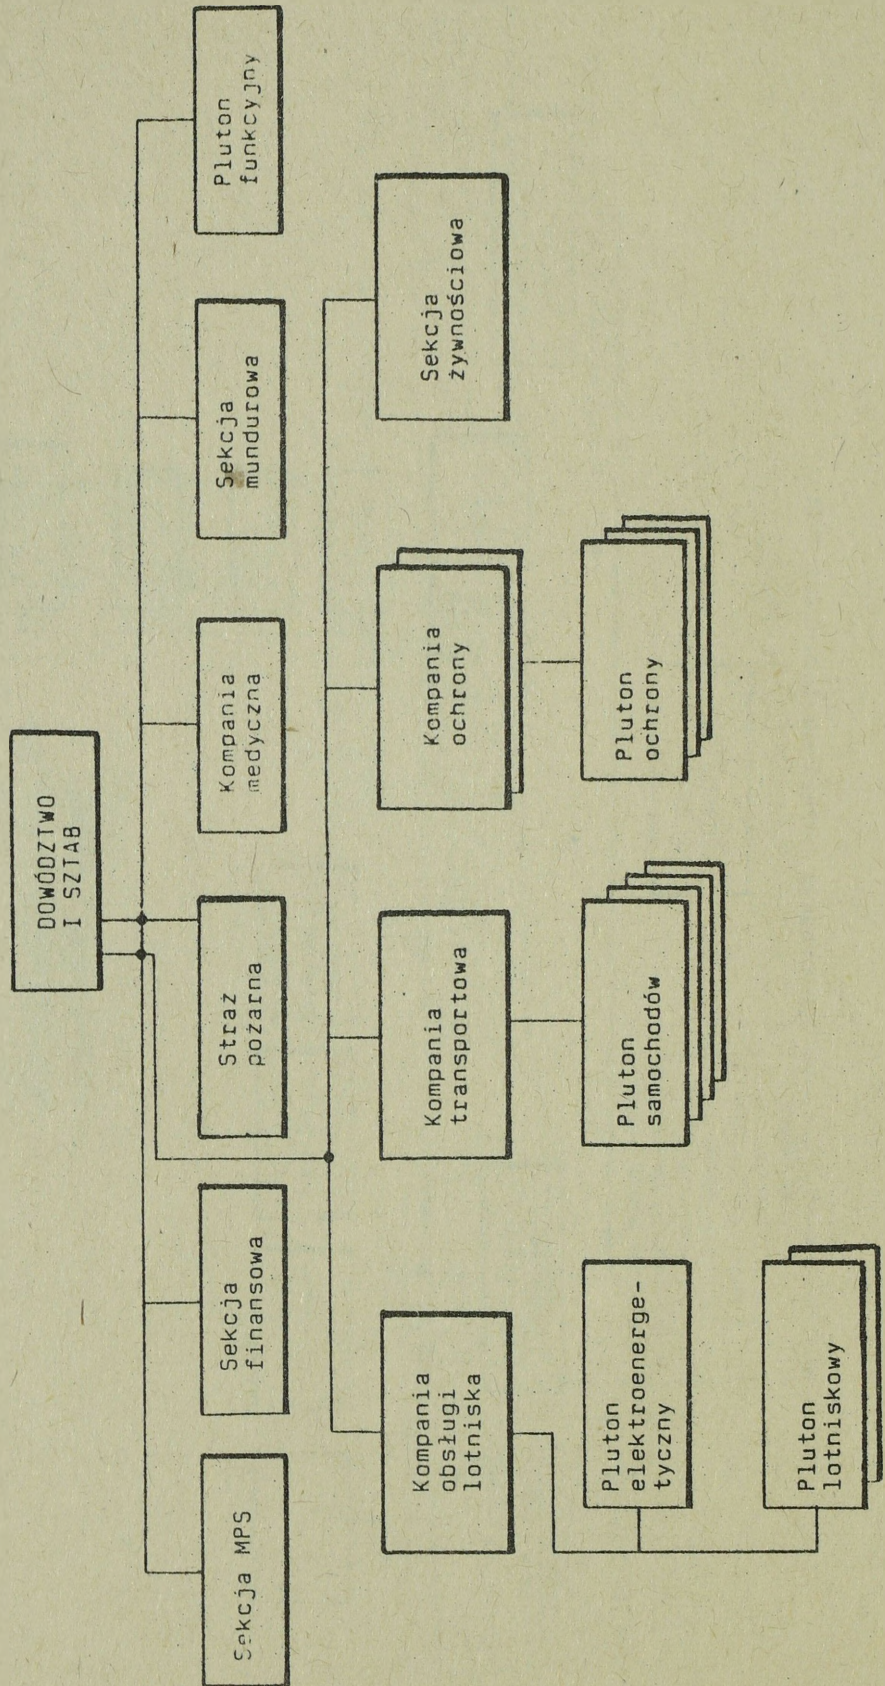 DOWÓDZTWO
I SZTAB
Sekcja MPS
Sekcja
finansowa
Straż
pożarna
Kompania
medyczna
Sekcja
mundurowa
Pluton
funkcyjny
Kompania
obsługi
lotniska
Kompania
transportowa
Kompania
ochrony
Sekcja
żywnościowa
Pluton
elektroenerge-
tyczny
Pluton
samochodów
Pluton
ochrony
Pluton
lotniskowy